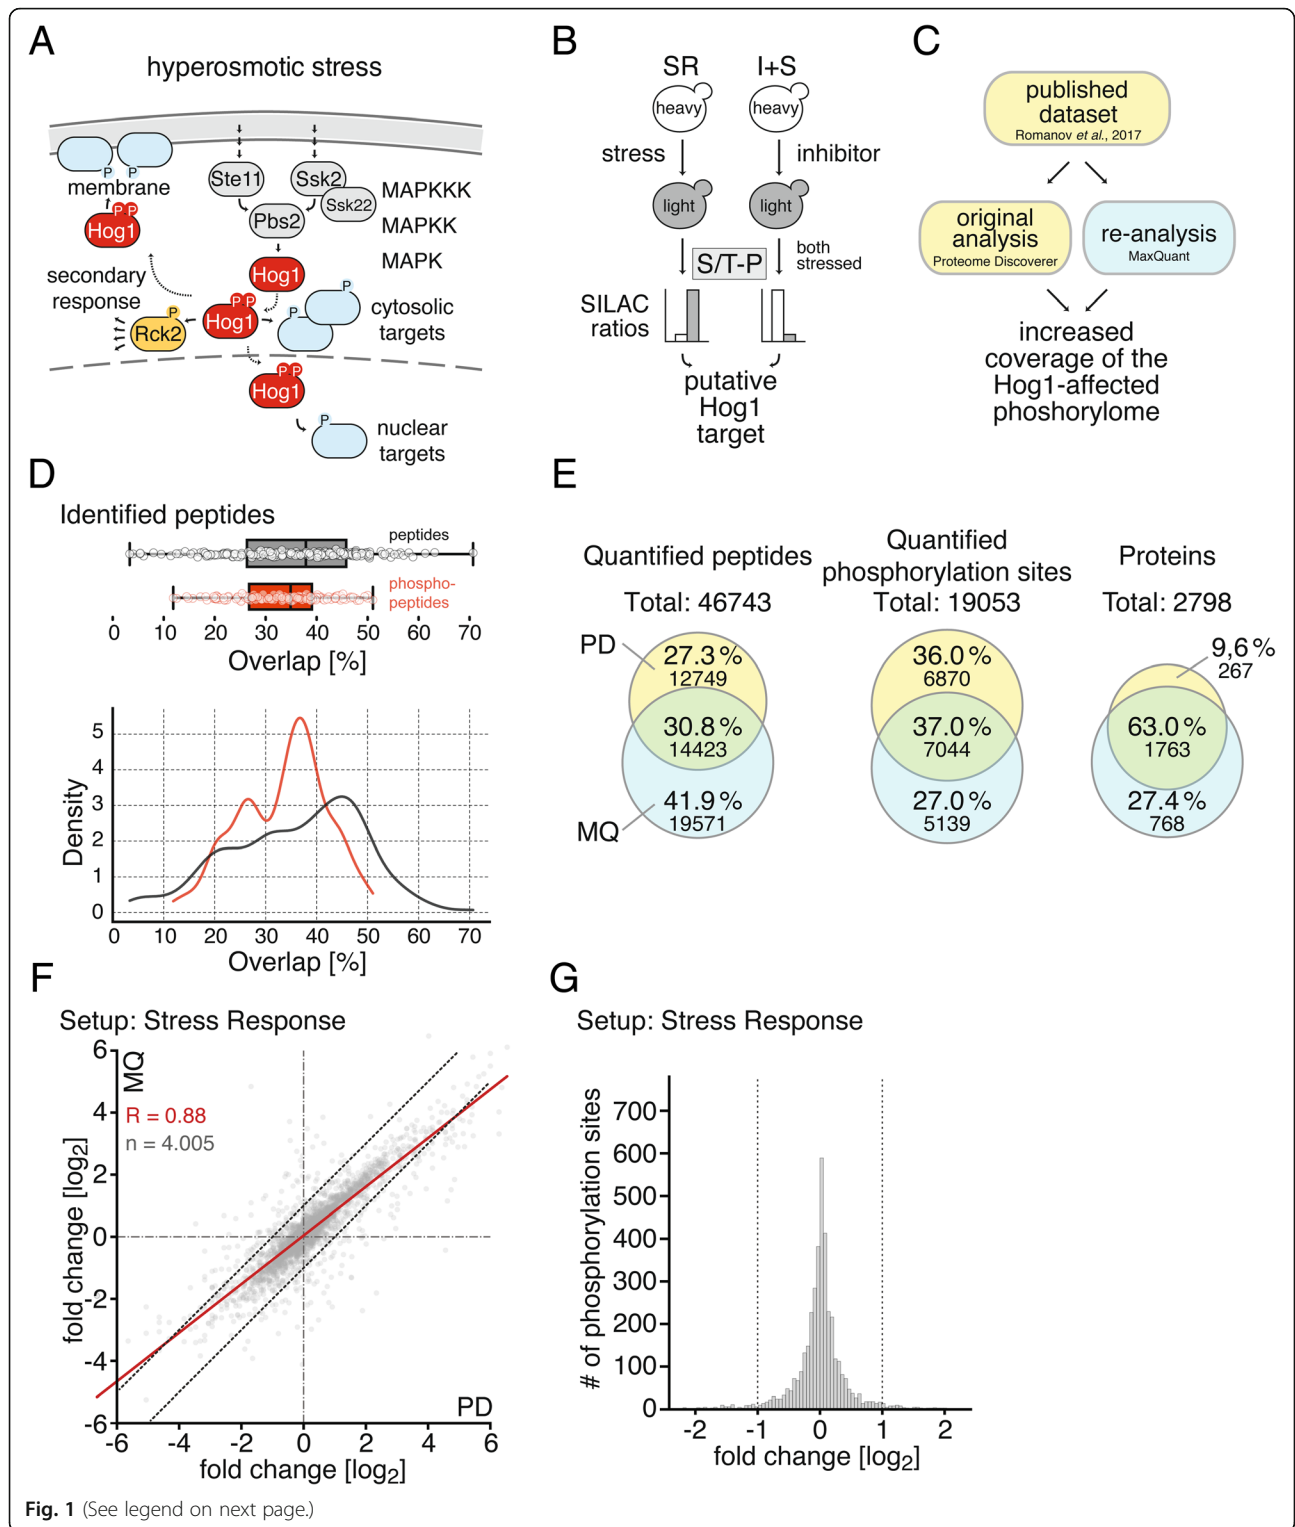 A
hyperosmotic stress
P
P
membrane
P P
Hog1
Ste11
Ssk2
Ssk22
Pbs2
MAPKKK
MAPKK
MAPK
Hog1
secondary
response
P
Rck2
P P
Hog1
P
P
cytosolic
targets
P P
Hog1
P
nuclear
targets
B
SR
I+S
heavy
heavy
stress
inhibitor
light
light
S/T-P
both
stressed
SILAC
ratios
putative
Hog1
target
C
published
dataset
Romanov et al., 2017
original
analysis
Proteome Discoverer
re-analysis
MaxQuant
increased
coverage of the
Hog1-affected
phoshorylome
D
Identified peptides
peptides
phospho-
peptides
0 10 20 30 40 50 60 70
Overlap [%]
Density
5
4
3
2
1
0
0 10 20 30 40 50 60 70
Overlap [%]
E
Quantified peptides
Total: 46743
PD
27.3 %
12749
30.8 %
14423
41.9 %
19571
MQ
Quantified
phosphorylation sites
Total: 19053
36.0 %
6870
37.0 %
7044
27.0 %
5139
Proteins
Total: 2798
9,6 %
267
63.0 %
1763
27.4 %
768
F
Setup: Stress Response
MQ
R = 0.88
n = 4.005
fold change [log2]
6
4
2
0
-2
-4
-6
PD
-6 -4 -2 0 2 4 6
fold change [log2]
G
Setup: Stress Response
# of phosphorylation sites
700
600
500
400
300
200
100
0
-2 -1 0 1 2
fold change [log2]
Fig. 1 (See legend on next page.)